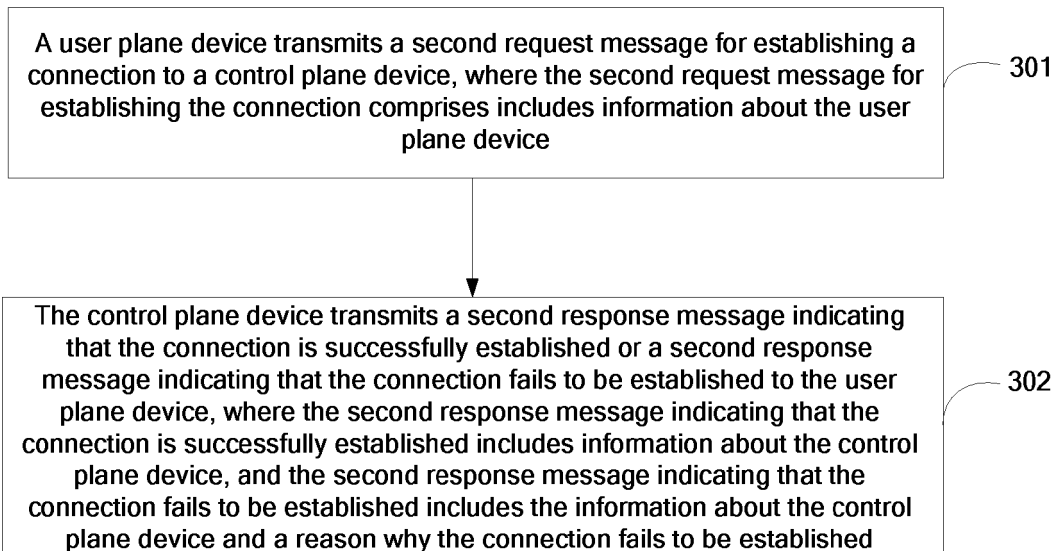 A user plane device transmits a second request message for establishing a
connection to a control plane device, where the second request message for
establishing the connection comprises includes information about the user
plane device
301
The control plane device transmits a second response message indicating
that the connection is successfully established or a second response
message indicating that the connection fails to be established to the user
plane device, where the second response message indicating that the
connection is successfully established includes information about the control
plane device, and the second response message indicating that the
connection fails to be established includes the information about the control
plane device and a reason why the connection fails to be established
302